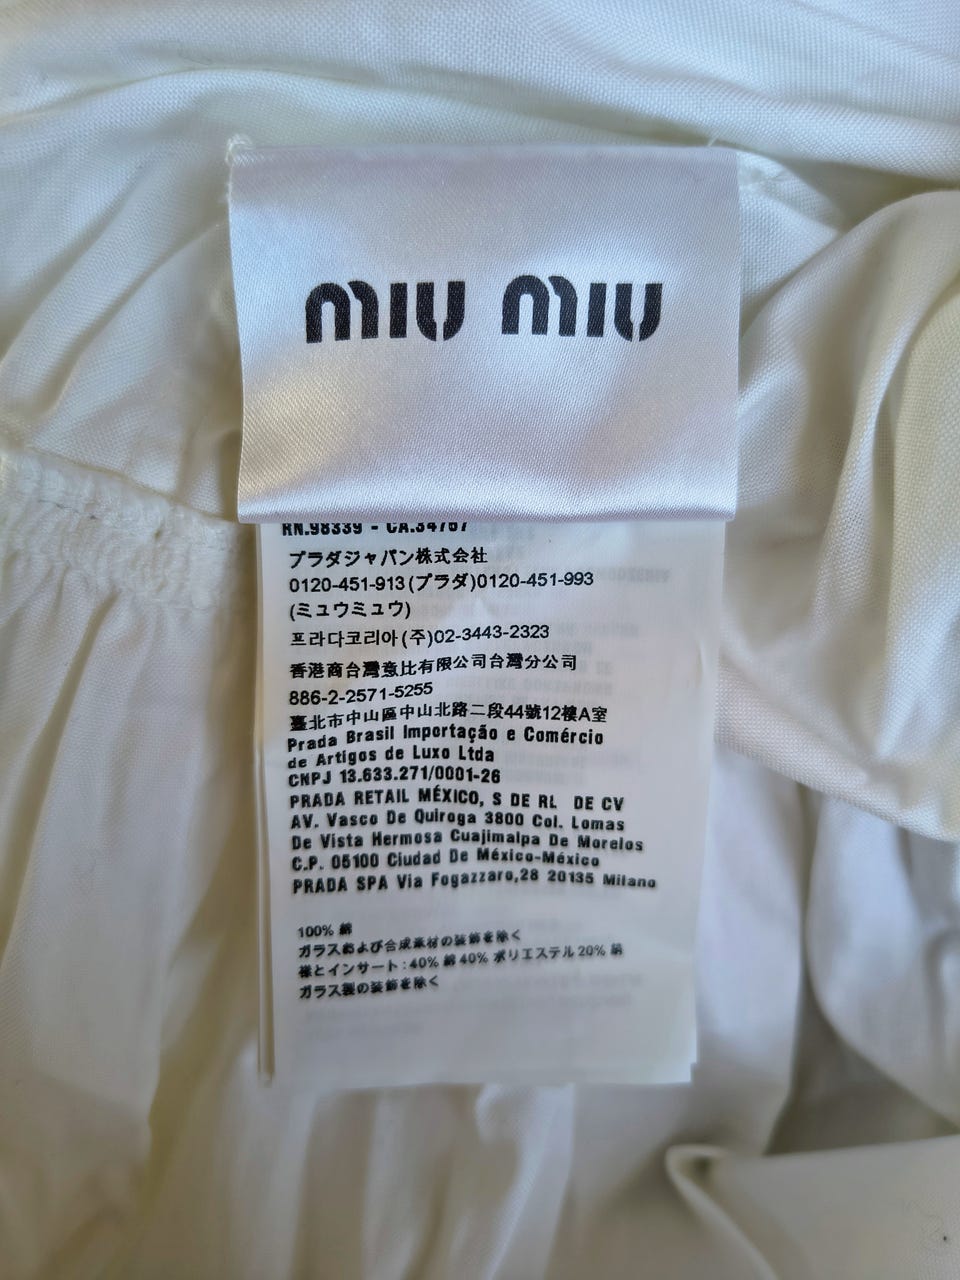 miu miu
RN.98339 - CA.34767
プラダジャパン株式会社
0120-451-913(プラダ)0120-451-993
(ミュウミュウ)
프라다코리아(주)02-3443-2323
香港商台灣意比有限公司台灣分公司
886-2-2571-5255
臺北市中山區中山北路二段44號12樓A室
Prada Brasil Importação e Comércio
de Artigos de Luxo Ltda
CNPJ 13.633.271/0001-26
PRADA RETAIL MÉXICO, S DE RL DE CV
AV. Vasco De Quiroga 3800 Col. Lomas
De Vista Hermosa Cuajimalpa De Morelos
C.P. 05100 Ciudad De México-México
PRADA SPA Via Fogazzaro,28 20135 Milano
100% 綿
ガラスおよび合成素材の装飾を除く
様とインサート:40% 綿 40% ポリエステル 20% 絹
ガラス製の装飾を除く